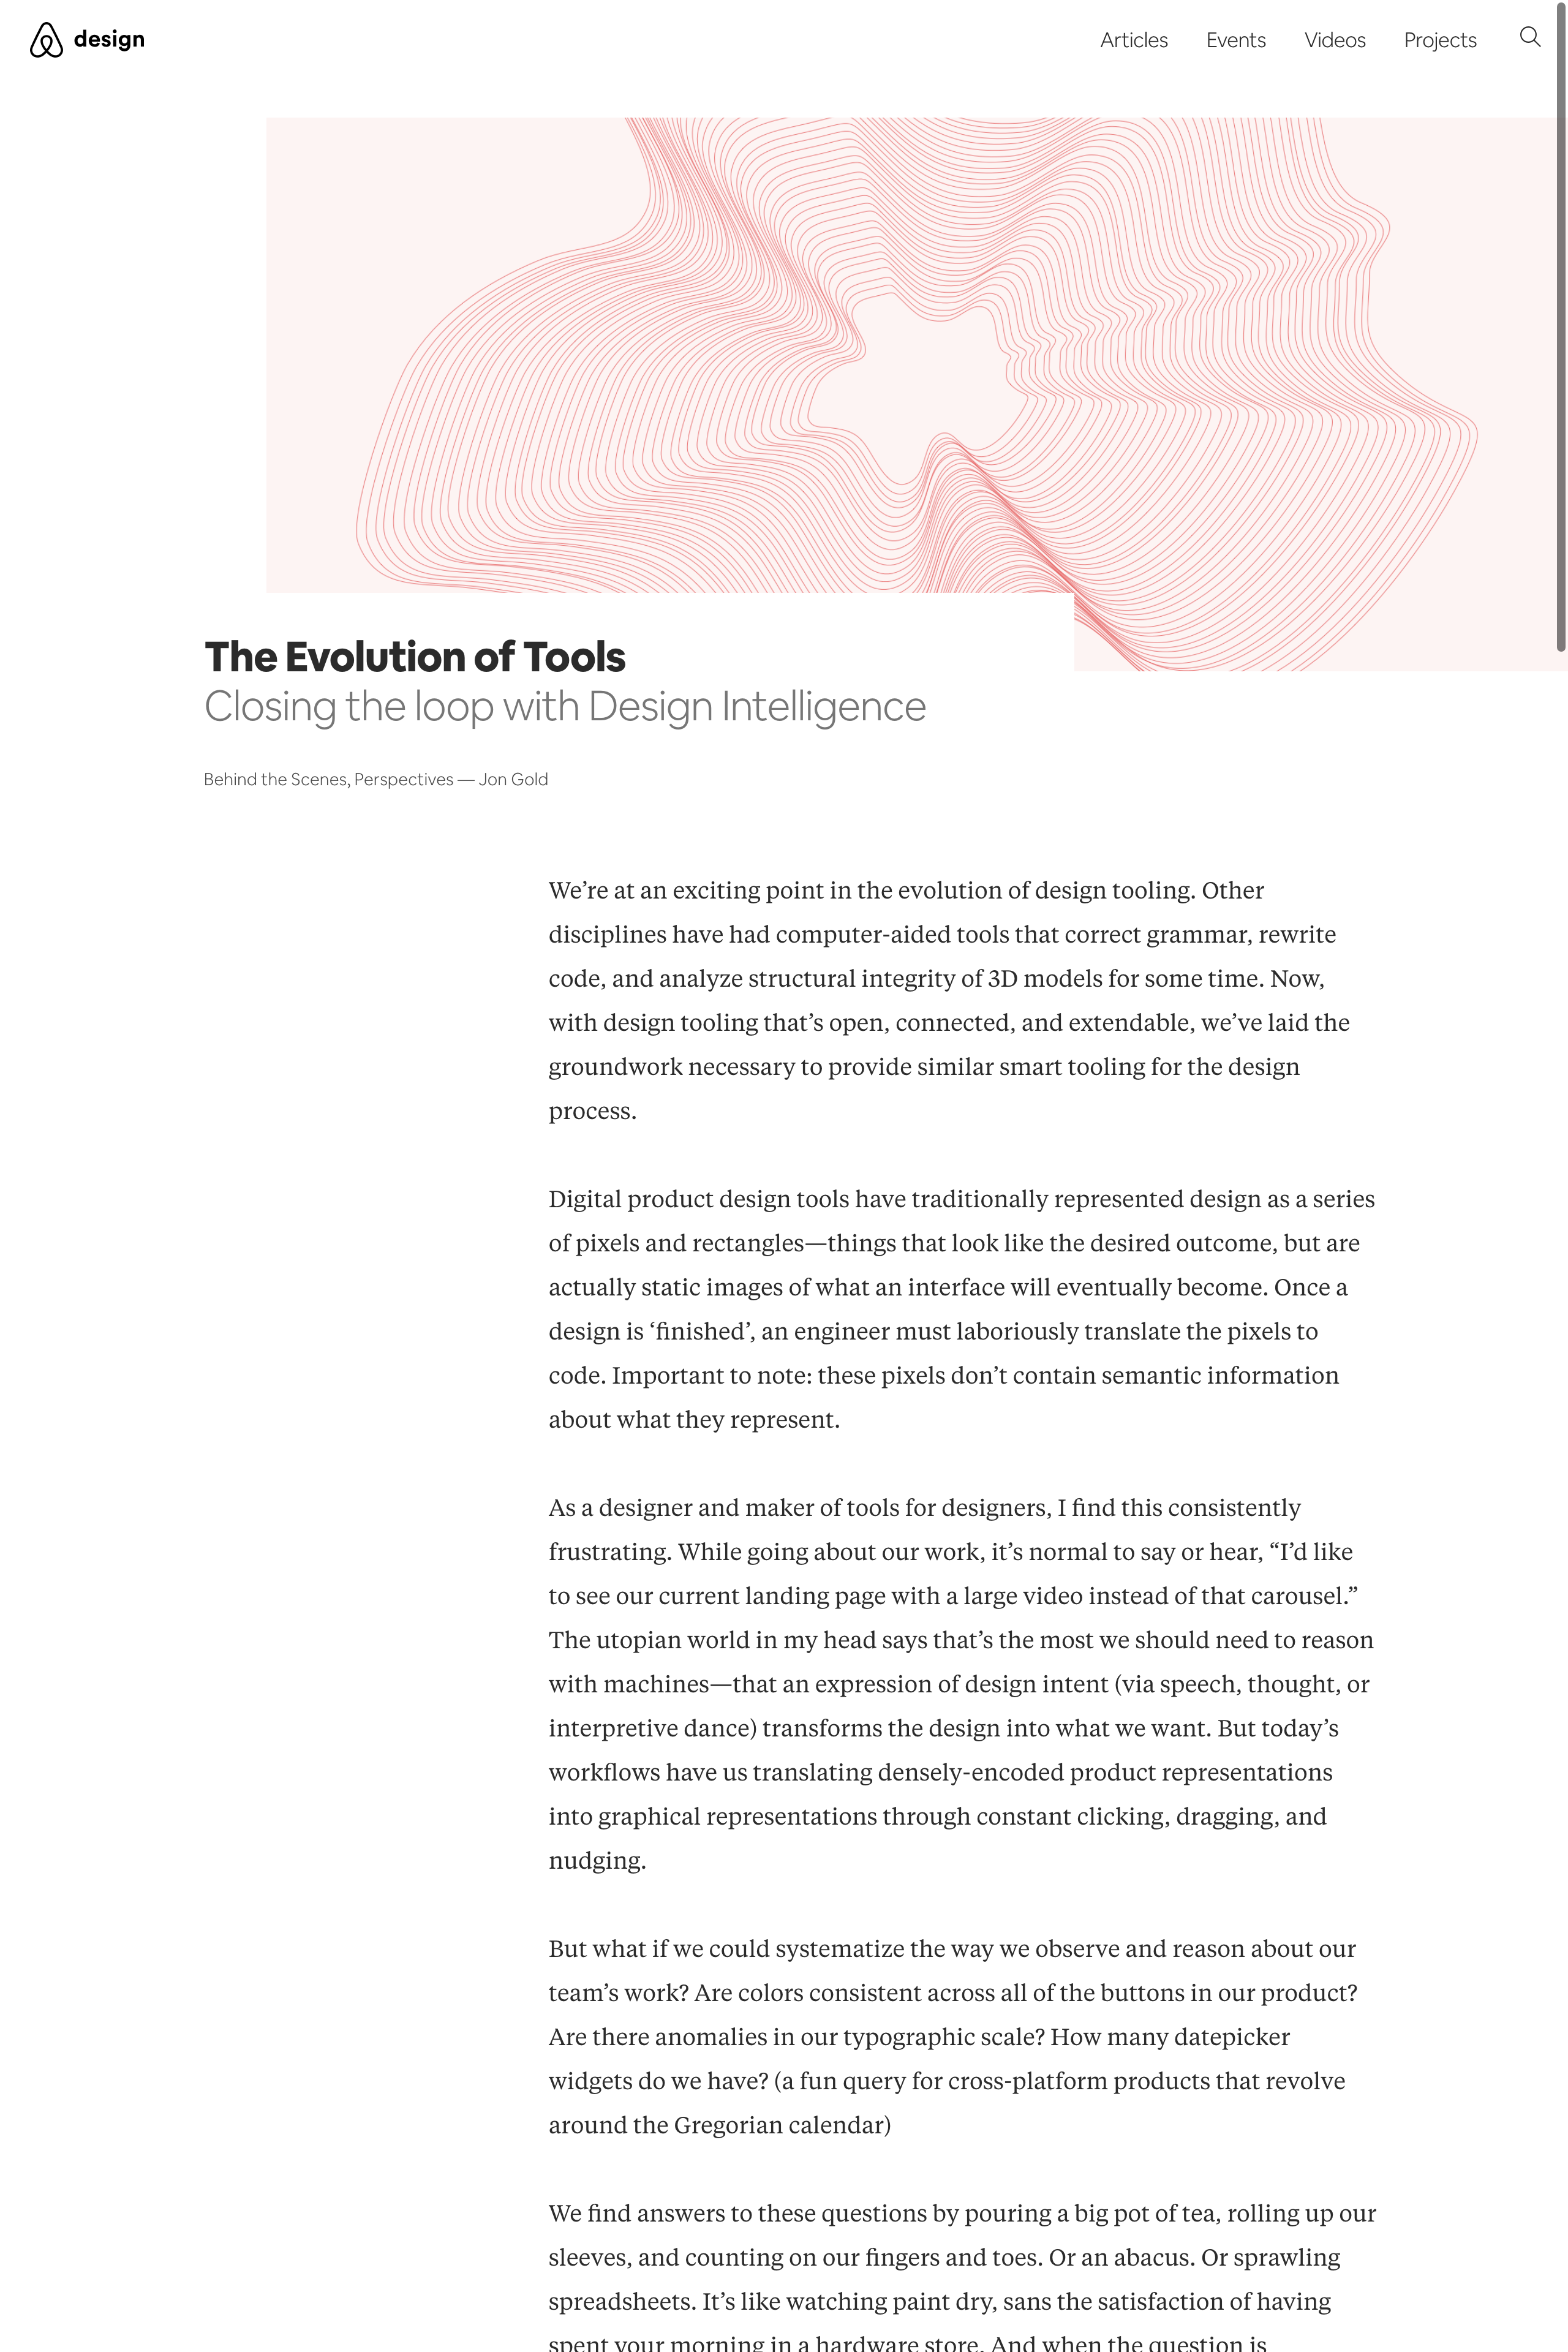 design
Articles
Events
Videos
Projects
The Evolution of Tools
Closing the loop with Design Intelligence
Behind the Scenes, Perspectives — Jon Gold
We’re at an exciting point in the evolution of design tooling. Other
disciplines have had computer-aided tools that correct grammar, rewrite
code, and analyze structural integrity of 3D models for some time. Now,
with design tooling that’s open, connected, and extendable, we’ve laid the
groundwork necessary to provide similar smart tooling for the design
process.
Digital product design tools have traditionally represented design as a series
of pixels and rectangles—things that look like the desired outcome, but are
actually static images of what an interface will eventually become. Once a
design is ‘finished’, an engineer must laboriously translate the pixels to
code. Important to note: these pixels don’t contain semantic information
about what they represent.
As a designer and maker of tools for designers, I find this consistently
frustrating. While going about our work, it’s normal to say or hear, “I’d like
to see our current landing page with a large video instead of that carousel.”
The utopian world in my head says that’s the most we should need to reason
with machines—that an expression of design intent (via speech, thought, or
interpretive dance) transforms the design into what we want. But today’s
workflows have us translating densely-encoded product representations
into graphical representations through constant clicking, dragging, and
nudging.
But what if we could systematize the way we observe and reason about our
team’s work? Are colors consistent across all of the buttons in our product?
Are there anomalies in our typographic scale? How many datepicker
widgets do we have? (a fun query for cross-platform products that revolve
around the Gregorian calendar)
We find answers to these questions by pouring a big pot of tea, rolling up our
sleeves, and counting on our fingers and toes. Or an abacus. Or sprawling
spreadsheets. It’s like watching paint dry, sans the satisfaction of having
spent your morning in a hardware store. And when the question is